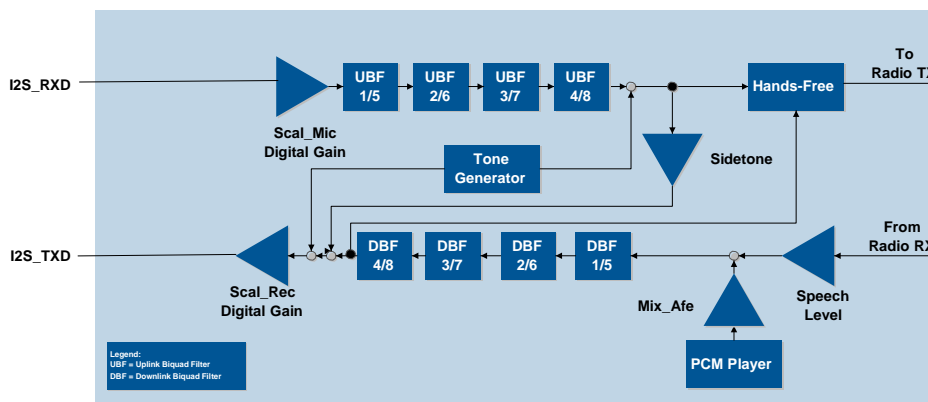 To
Radio TX
I2S_RXD
UBF
1/5
UBF
2/6
UBF
3/7
UBF
4/8
Hands-Free
Scal_Mic
Digital Gain
Tone
Generator
Sidetone
From
Radio RX
I2S_TXD
DBF
4/8
DBF
3/7
DBF
2/6
DBF
1/5
Scal_Rec
Digital Gain
Mix_Afe
Speech
Level
PCM Player
Legend:
UBF = Uplink Biquad Filter
DBF = Downlink Biquad Filter